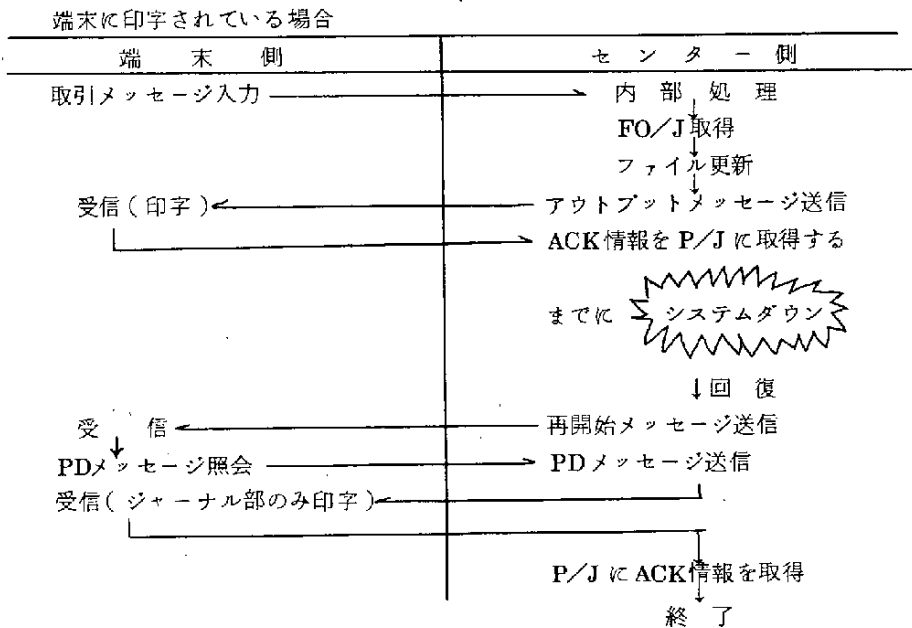 端末に印字されている場合
端末側
センター側
取引メッセージ入力
内部処理
FO/J取得
ファイル更新
受信(印字)
アウトプットメッセージ送信
ACK情報をP/Jに取得する
までに
システムダウン
回復
受信
再開始メッセージ送信
PDメッセージ照会
PDメッセージ送信
受信(ジャーナル部のみ印字)
P/JにACK情報を取得
終了